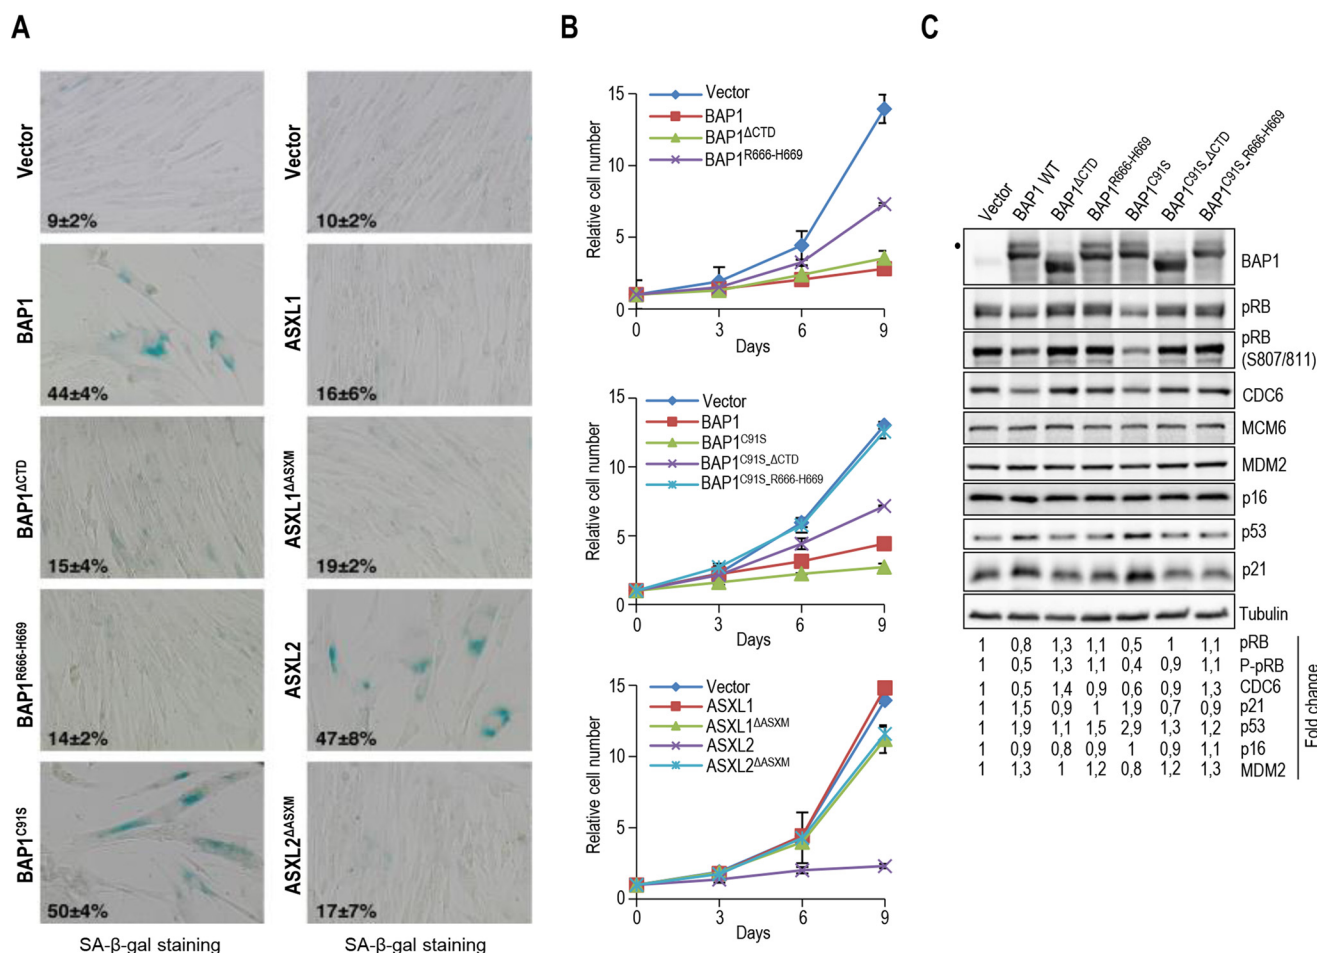 A
Vector
9±2%
BAP1
44±4%
BAP1ΔCTD
15±4%
BAP1R666-H669
14±2%
BAP1C91S
50±4%
SA-β-gal staining
Vector
10±2%
ASXL1
16±6%
ASXL1ΔASXM
19±2%
ASXL2
47±8%
ASXL2ΔASXM
17±7%
SA-β-gal staining
B
Relative cell number
15
10
5
0
Vector
BAP1
BAP1ΔCTD
BAP1R666-H669
0 3 6 9
Days
Relative cell number
15
10
5
0
Vector
BAP1
BAP1C91S
BAP1C91S_ΔCTD
BAP1C91S_R666-H669
0 3 6 9
Days
Relative cell number
15
10
5
0
Vector
ASXL1
ASXL1ΔASXM
ASXL2
ASXL2ΔASXM
0 3 6 9
Days
C
Vector
BAP1 WT
BAP1ΔCTD
BAP1R666-H669
BAP1C91S
BAP1C91S_ΔCTD
BAP1C91S_R666-H669
BAP1
pRB
pRB
(S807/811)
CDC6
MCM6
MDM2
p16
p53
p21
Tubulin
1 0,8 1,3 1,1 0,5 1 1,1 pRB
1 0,5 1,3 1,1 0,4 0,9 1,1 P-pRB
1 0,5 1,4 0,9 0,6 0,9 1,3 CDC6
1 1,5 0,9 1 1,9 0,7 0,9 p21
1 1,9 1,1 1,5 2,9 1,3 1,2 p53
1 0,9 0,8 0,9 1 0,9 1,1 p16
1 1,3 1 1,2 0,8 1,2 1,3 MDM2
Fold change